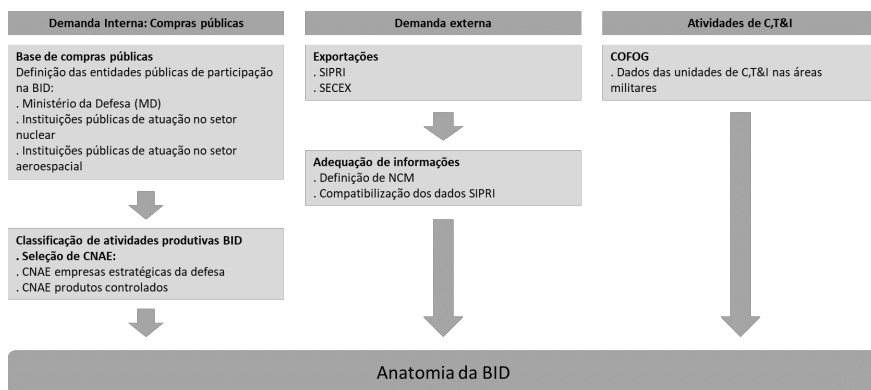 Demanda Interna: Compras públicas
Base de compras públicas
Definição das entidades públicas de participação
na BID:
. Ministério da Defesa (MD)
. Instituições públicas de atuação no setor
nuclear
. Instituições públicas de atuação no setor
aeroespacial
Classificação de atividades produtivas BID
. Seleção de CNAE:
. CNAE empresas estratégicas da defesa
. CNAE produtos controlados
Demanda externa
Exportações
. SIPRI
. SECEX
Adequação de informações
. Definição de NCM
. Compatibilização dos dados SIPRI
Atividades de C,T&I
COFOG
. Dados das unidades de C,T&I nas áreas
militares
Anatomia da BID